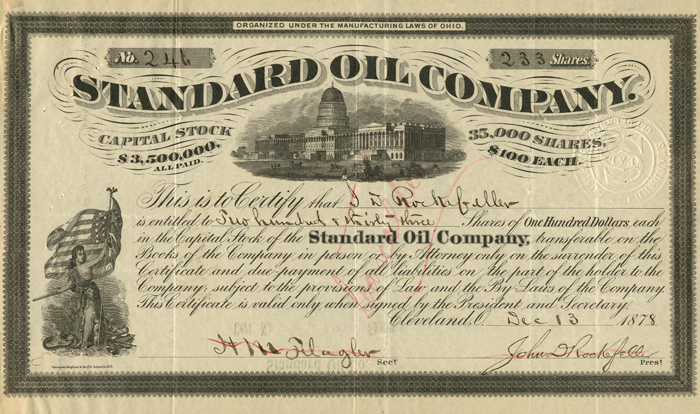 ORGANIZED UNDER THE MANUFACTURING LAWS OF OHIO.
No. 246
233 Shares.
STANDARD OIL COMPANY.
CAPITAL STOCK
$3,500,000,
ALL PAID.
35,000 SHARES,
$100 EACH.
This is to Certify that J D Rockefeller
is entitled to Two hundred & thirty three Shares of One Hundred Dollars, each
in the Capital Stock of the Standard Oil Company, transferable on the
Books of the Company in person or by Attorney only on the surrender of this
Certificate and due payment of all liabilities on the part of the holder to the
Company; subject to the provisions of Law and the By Laws of the Company.
This Certificate is valid only when signed by the President and Secretary.
Cleveland, O. Dec 13 1878
H M Flagler Secy.
John D Rockefeller
Prest.